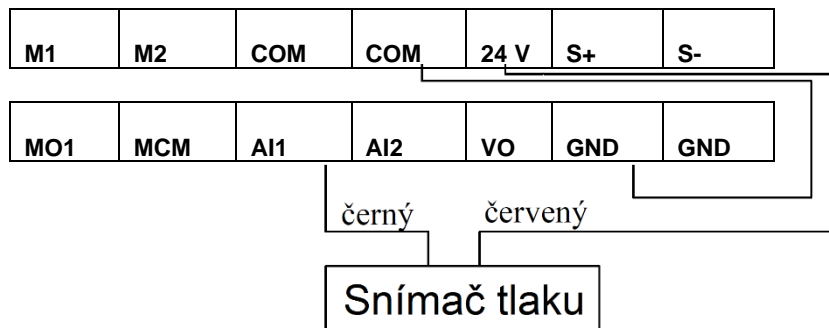 M1 M2 COM COM 24 V S+ S-
MO1 MCM AI1 AI2 VO GND GND
černý červený
Snímač tlaku